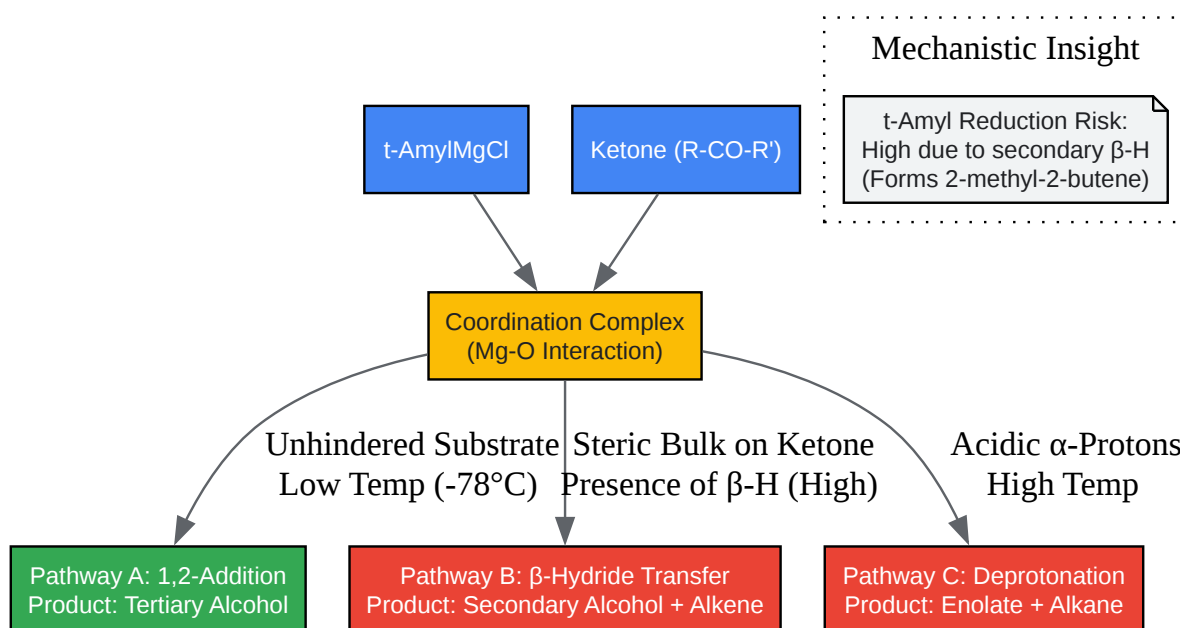 Mechanistic Insight
t-Amyl Reduction Risk:
High due to secondary β-H
(Forms 2-methyl-2-butene)
t-AmylMgCl
Ketone (R-CO-R')
Coordination Complex
(Mg-O Interaction)
Unhindered Substrate
Low Temp (-78°C)
Steric Bulk on Ketone
Presence of β-H (High)
Acidic α-Protons
High Temp
Pathway A: 1,2-Addition
Product: Tertiary Alcohol
Pathway B: β-Hydride Transfer
Product: Secondary Alcohol + Alkene
Pathway C: Deprotonation
Product: Enolate + Alkane